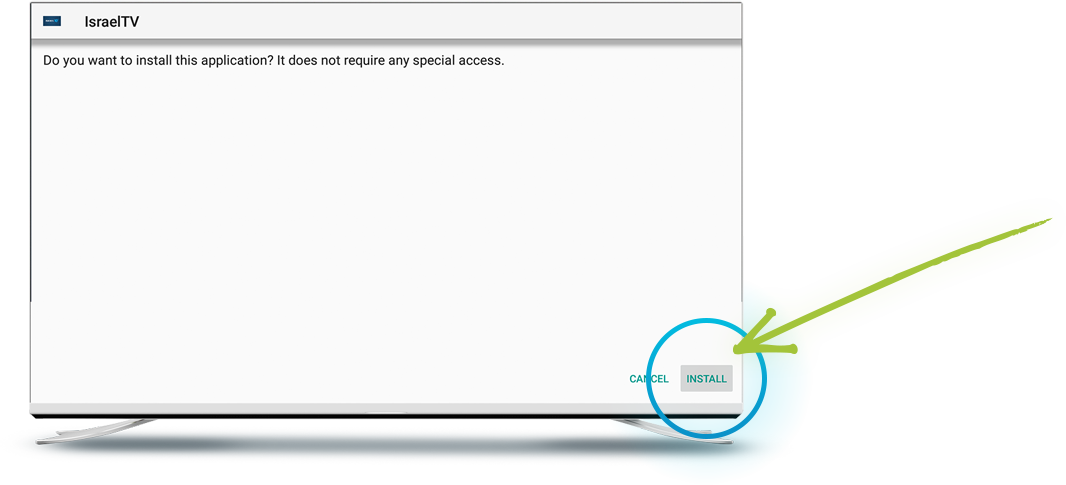 IsraelTV
Do you want to install this application? It does not require any special access.
CANCEL INSTALL